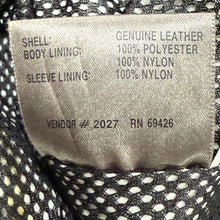 SHELL: GENUINE LEATHER
BODY LINING: 100% POLYESTER
100% NYLON
SLEEVE LINING: 100% NYLON
VENDOR # 2027 RN 69426